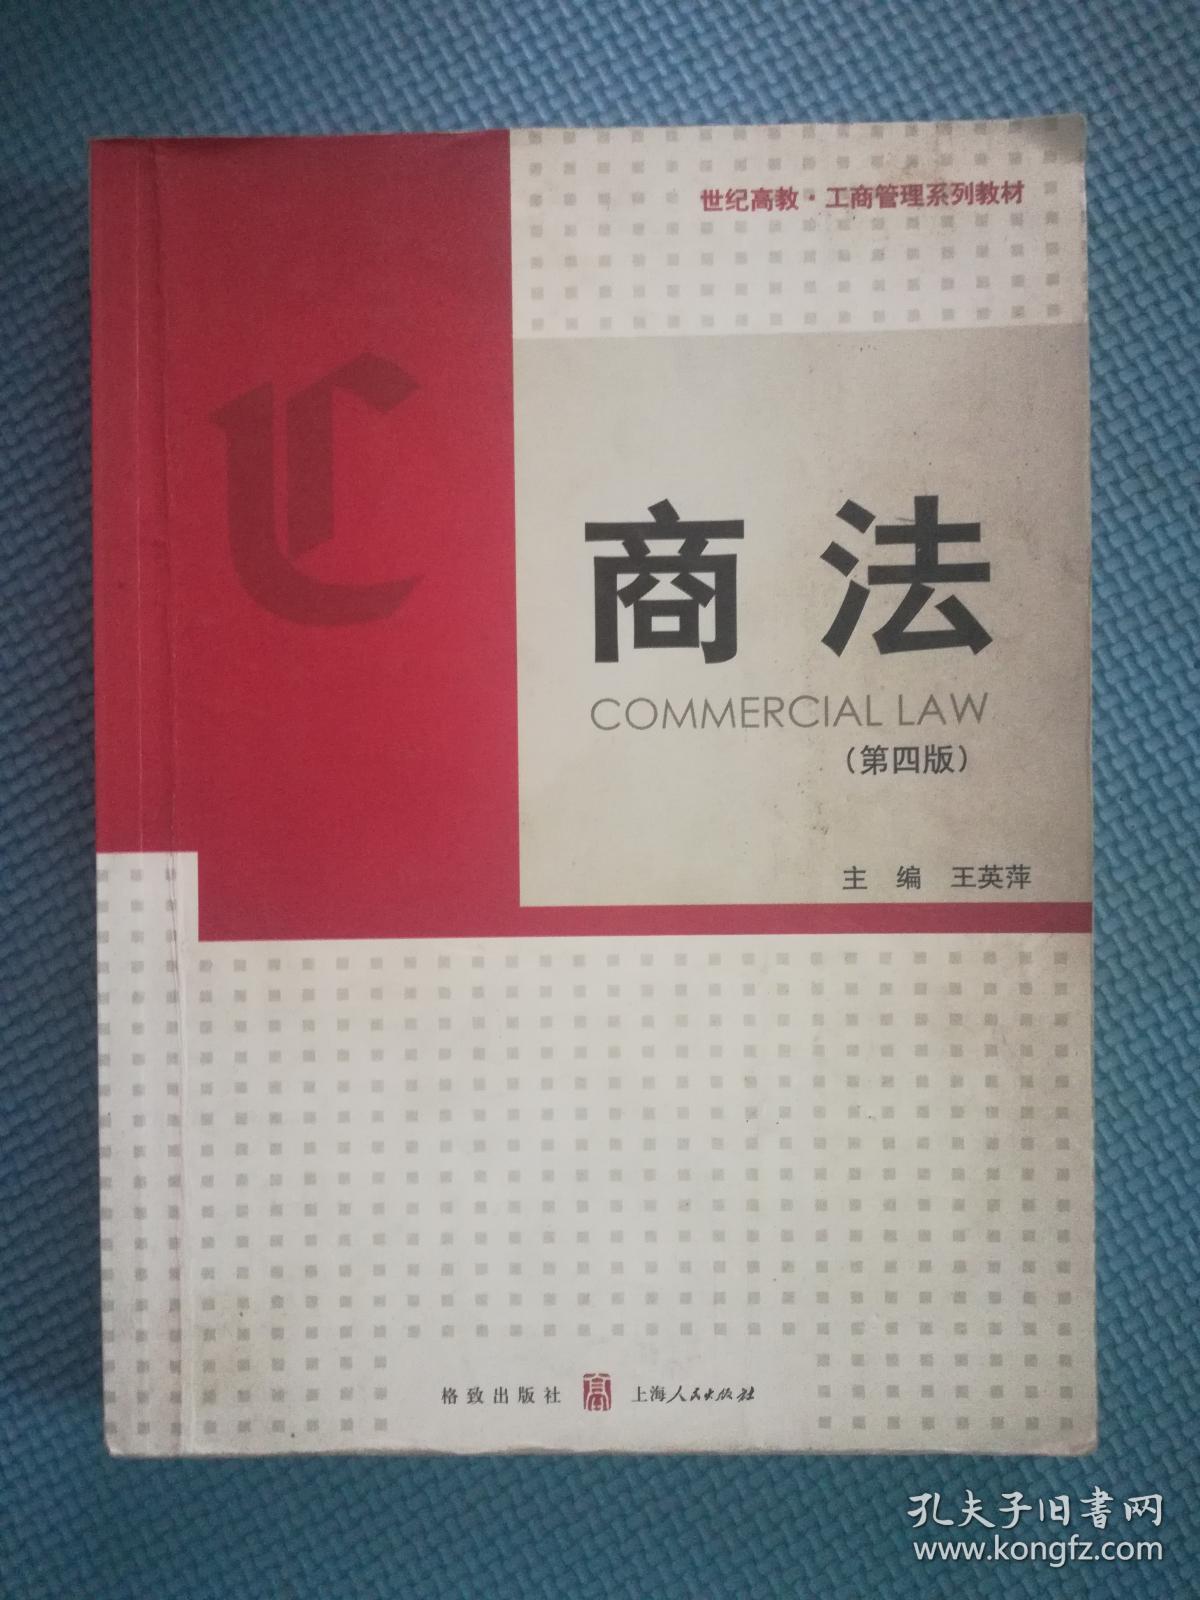 世纪高教·工商管理系列教材
C
商法
COMMERCIAL LAW
（第四版）
主 编 王英萍
格致出版社 上海人民出版社
孔夫子旧书网
www.kongfz.com